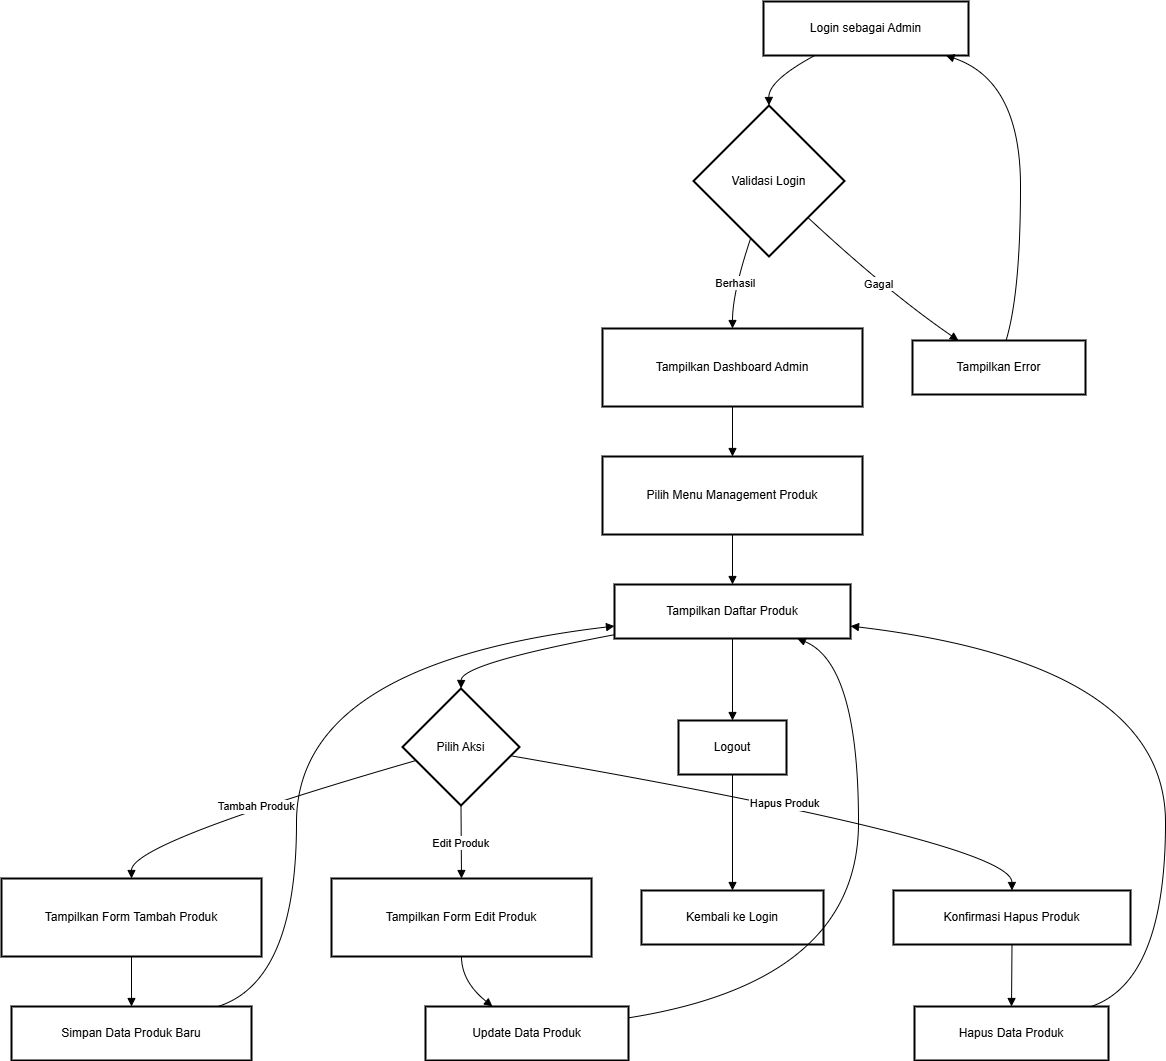 Login sebagai Admin
Validasi Login
Berhasil
Gagal
Tampilkan Dashboard Admin
Tampilkan Error
Pilih Menu Management Produk
Tampilkan Daftar Produk
Pilih Aksi
Logout
Tambah Produk
Hapus Produk
Edit Produk
Tampilkan Form Tambah Produk
Tampilkan Form Edit Produk
Kembali ke Login
Konfirmasi Hapus Produk
Simpan Data Produk Baru
Update Data Produk
Hapus Data Produk